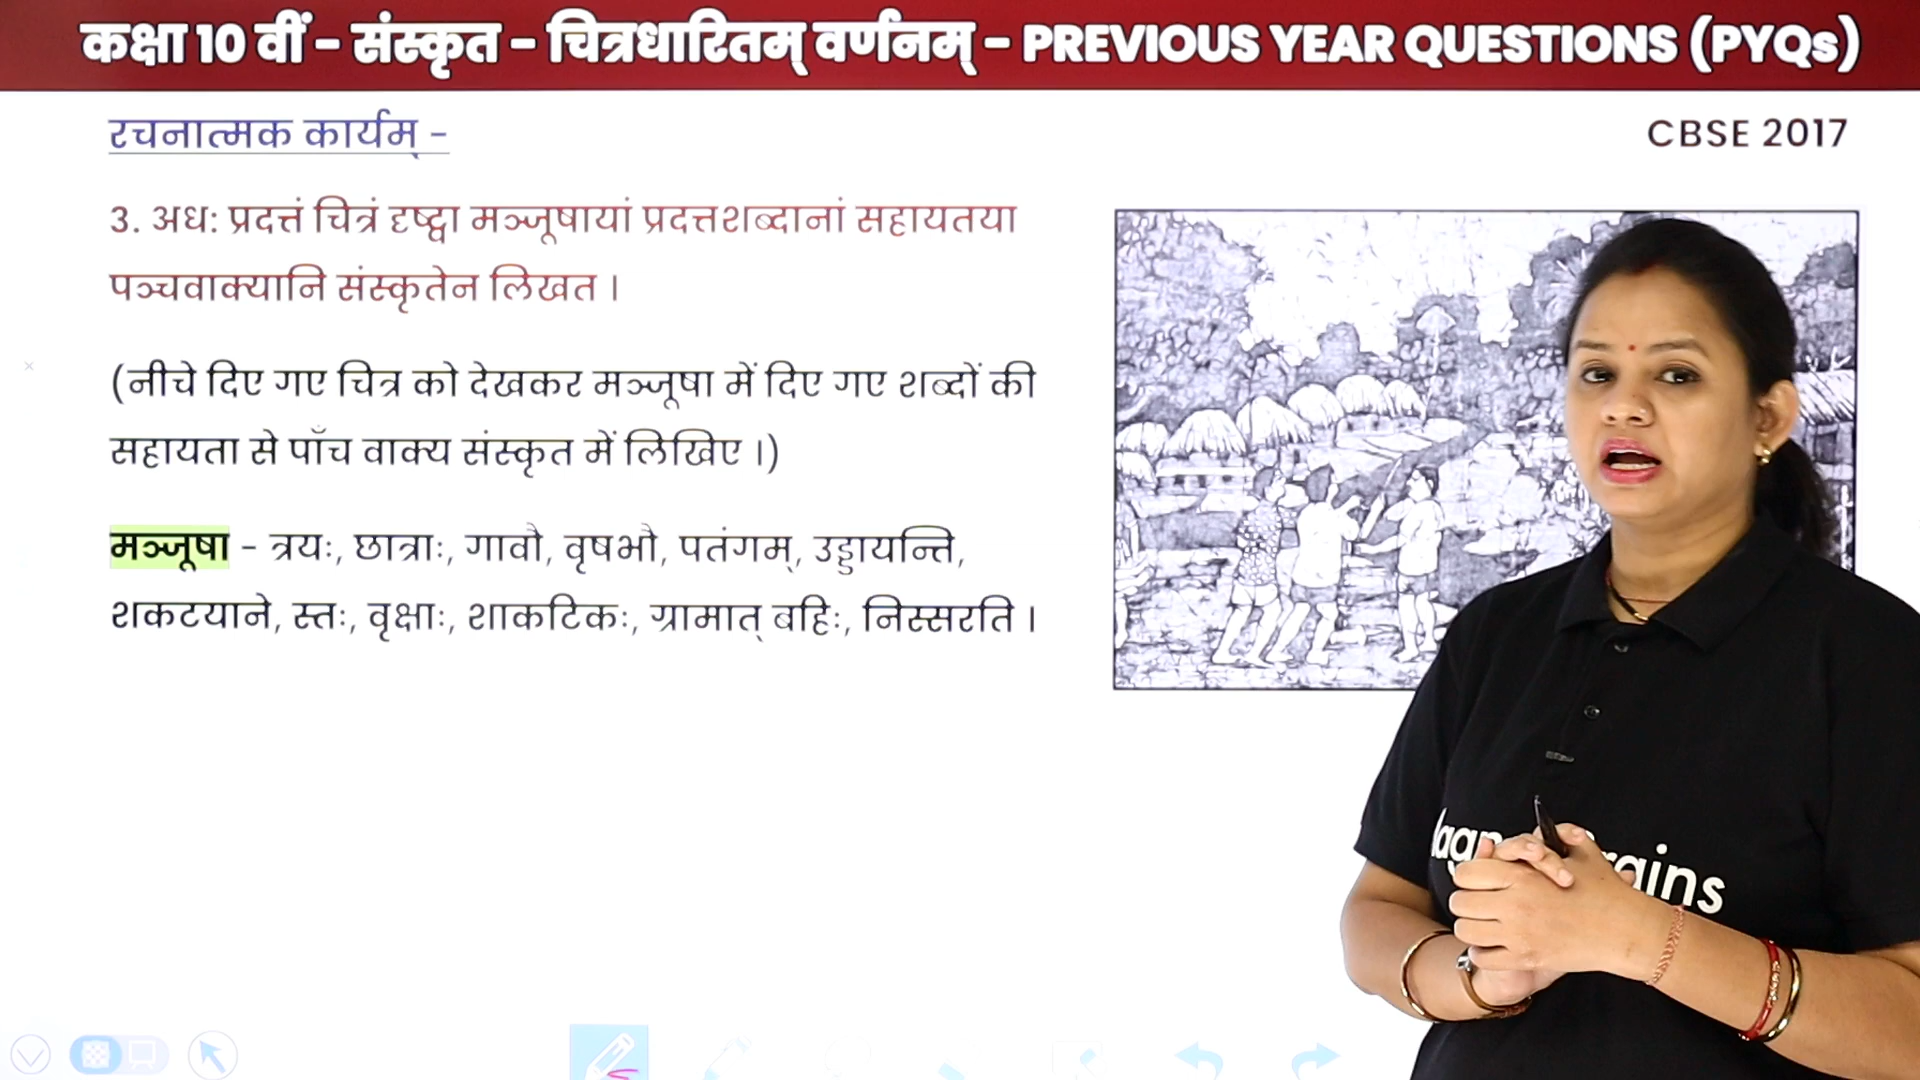 कक्षा 10 वीं - संस्कृत - चित्रधारितम् वर्णनम् - PREVIOUS YEAR QUESTIONS (PYQs)
रचनात्मक कार्यम् -
CBSE 2017
3. अध: प्रदत्तं चित्रं दृष्ट्वा मञ्जूषायां प्रदत्तशब्दानां सहायतया
पञ्चवाक्यानि संस्कृतेन लिखत ।
(नीचे दिए गए चित्र को देखकर मञ्जूषा में दिए गए शब्दों की
सहायता से पाँच वाक्य संस्कृत में लिखिए ।)
मञ्जूषा - त्रयः, छात्राः, गावौ, वृषभौ, पतंगम्, उड्डायन्ति,
शकटयाने, स्तः, वृक्षाः, शाकटिकः, ग्रामात् बहिः, निस्सरति ।